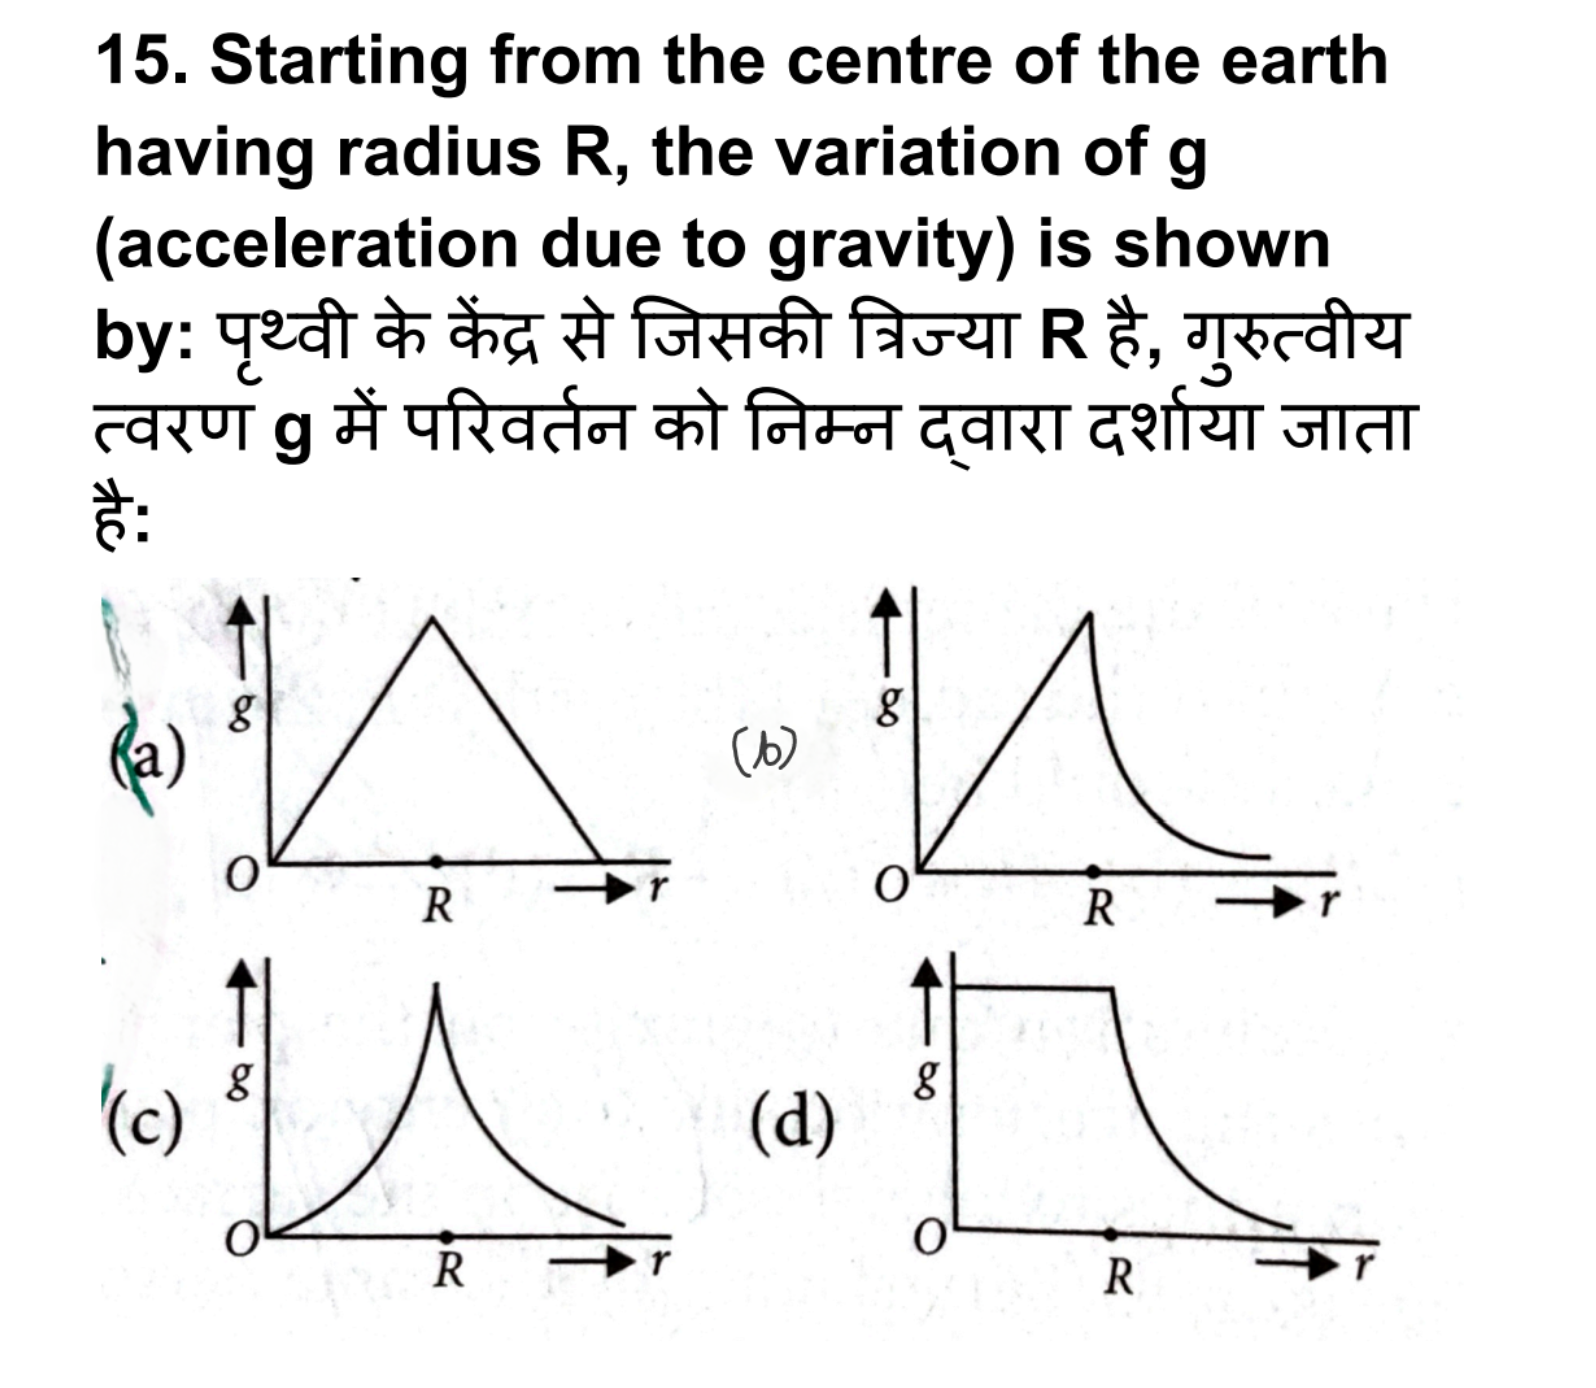 15. Starting from the centre of the earth
having radius R, the variation of g
(acceleration due to gravity) is shown
by: पृथ्वी के केंद्र से जिसकी त्रिज्या R है, गुरुत्वीय
त्वरण g में परिवर्तन को निम्न द्वारा दर्शाया जाता
है:
(a) g O R r
(b) g O R r
(c) g O R r
(d) g O R r